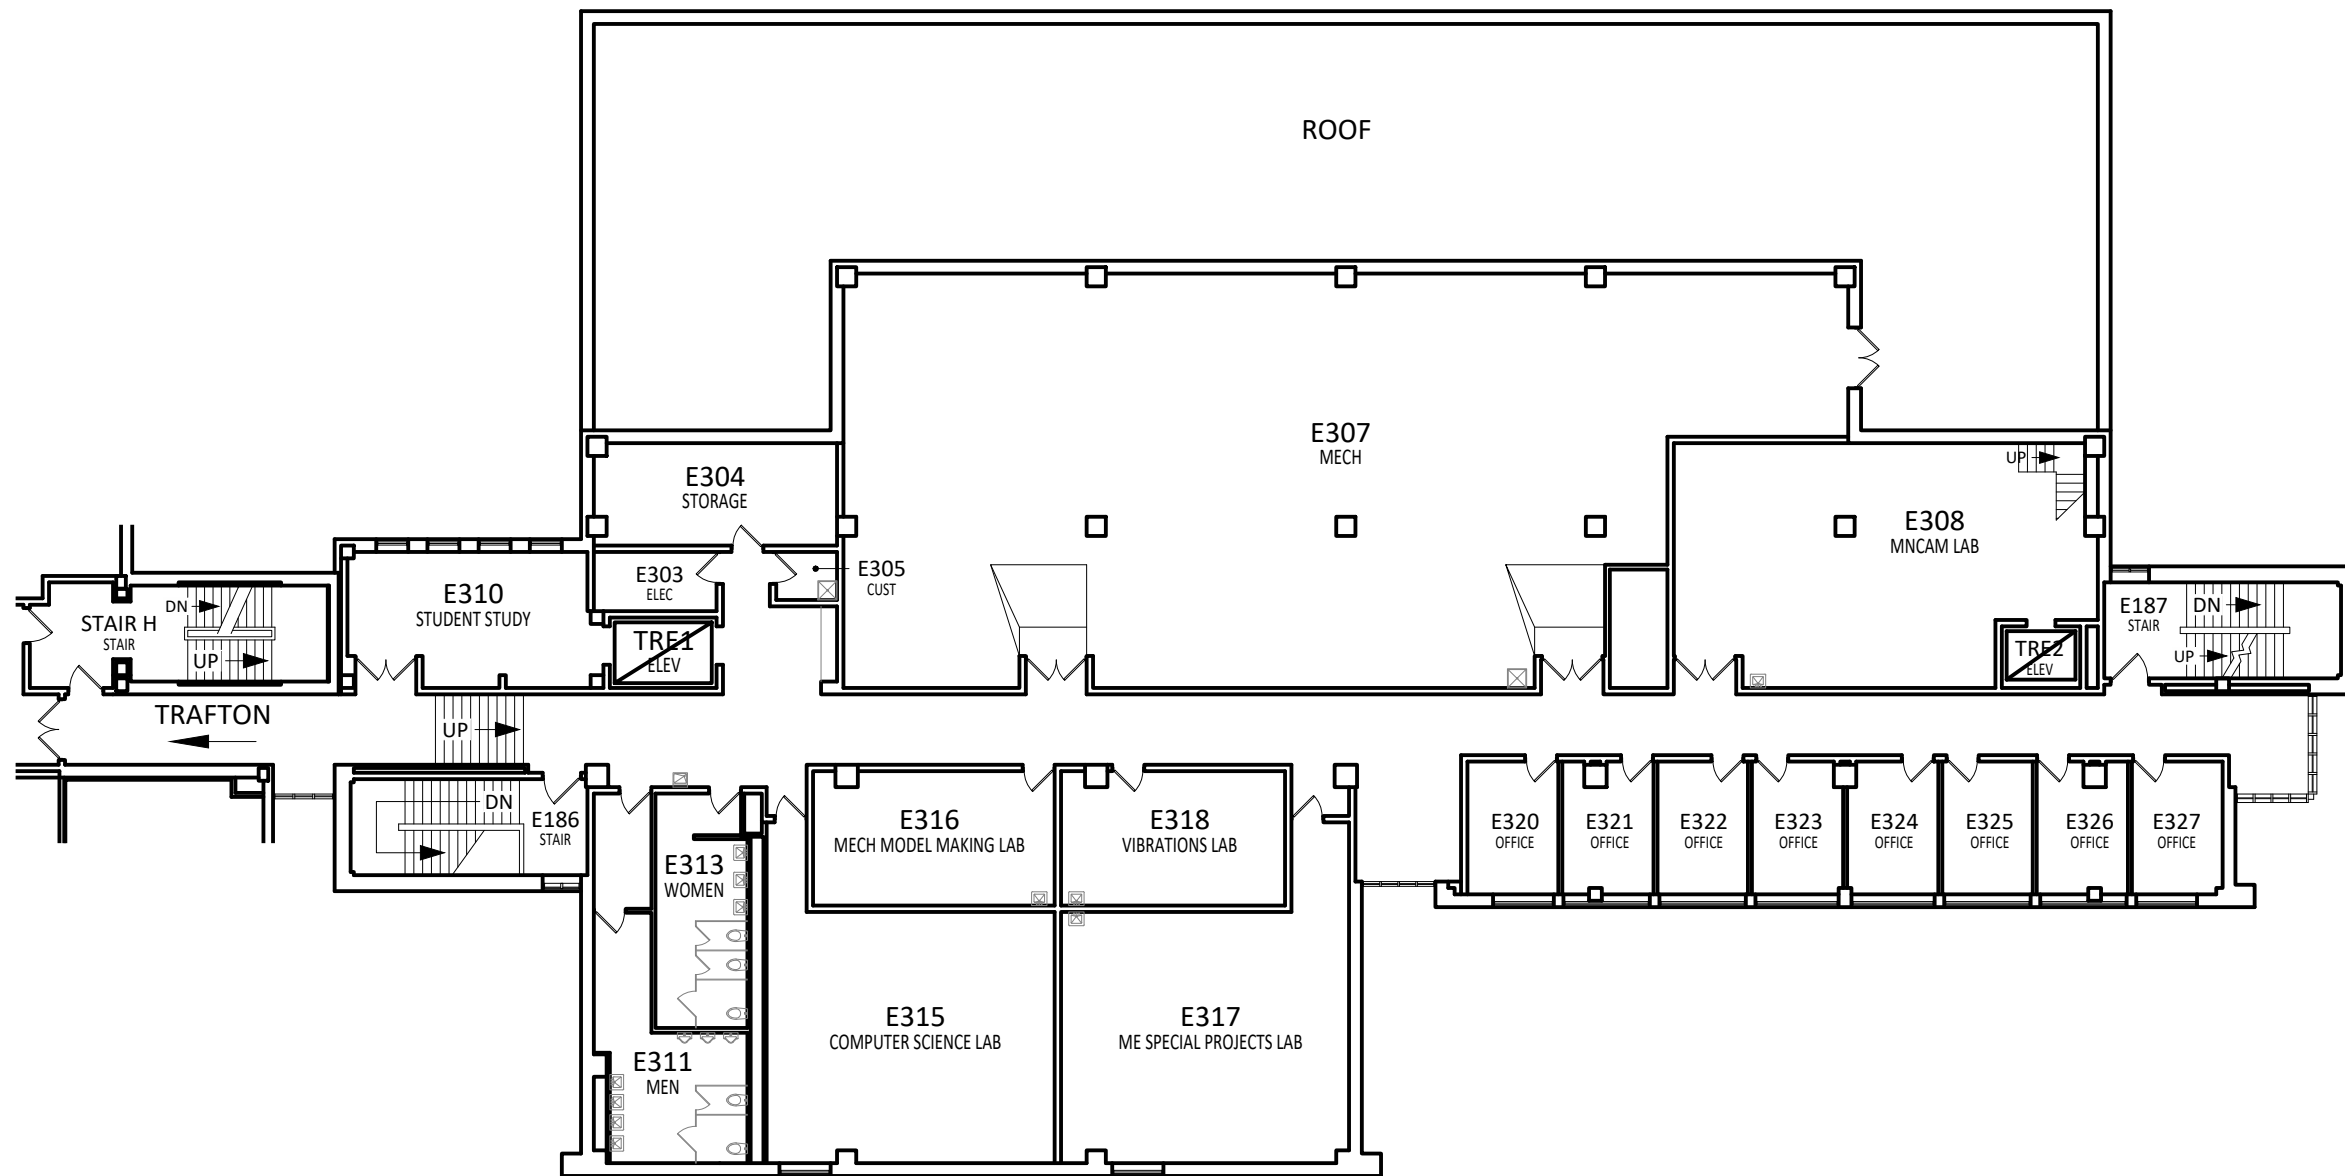 ROOF
E307
MECH
E304
STORAGE
UP
E308
MNCAM LAB
E303
ELEC
E305
CUST
E310
STUDENT STUDY
DN
STAIR H
STAIR
UP
TRE1
ELEV
E187
STAIR
DN
UP
TRE2
ELEV
TRAFTON
UP
DN
E186
STAIR
E313
WOMEN
E316
MECH MODEL MAKING LAB
E318
VIBRATIONS LAB
E320
OFFICE
E321
OFFICE
E322
OFFICE
E323
OFFICE
E324
OFFICE
E325
OFFICE
E326
OFFICE
E327
OFFICE
E315
COMPUTER SCIENCE LAB
E317
ME SPECIAL PROJECTS LAB
E311
MEN